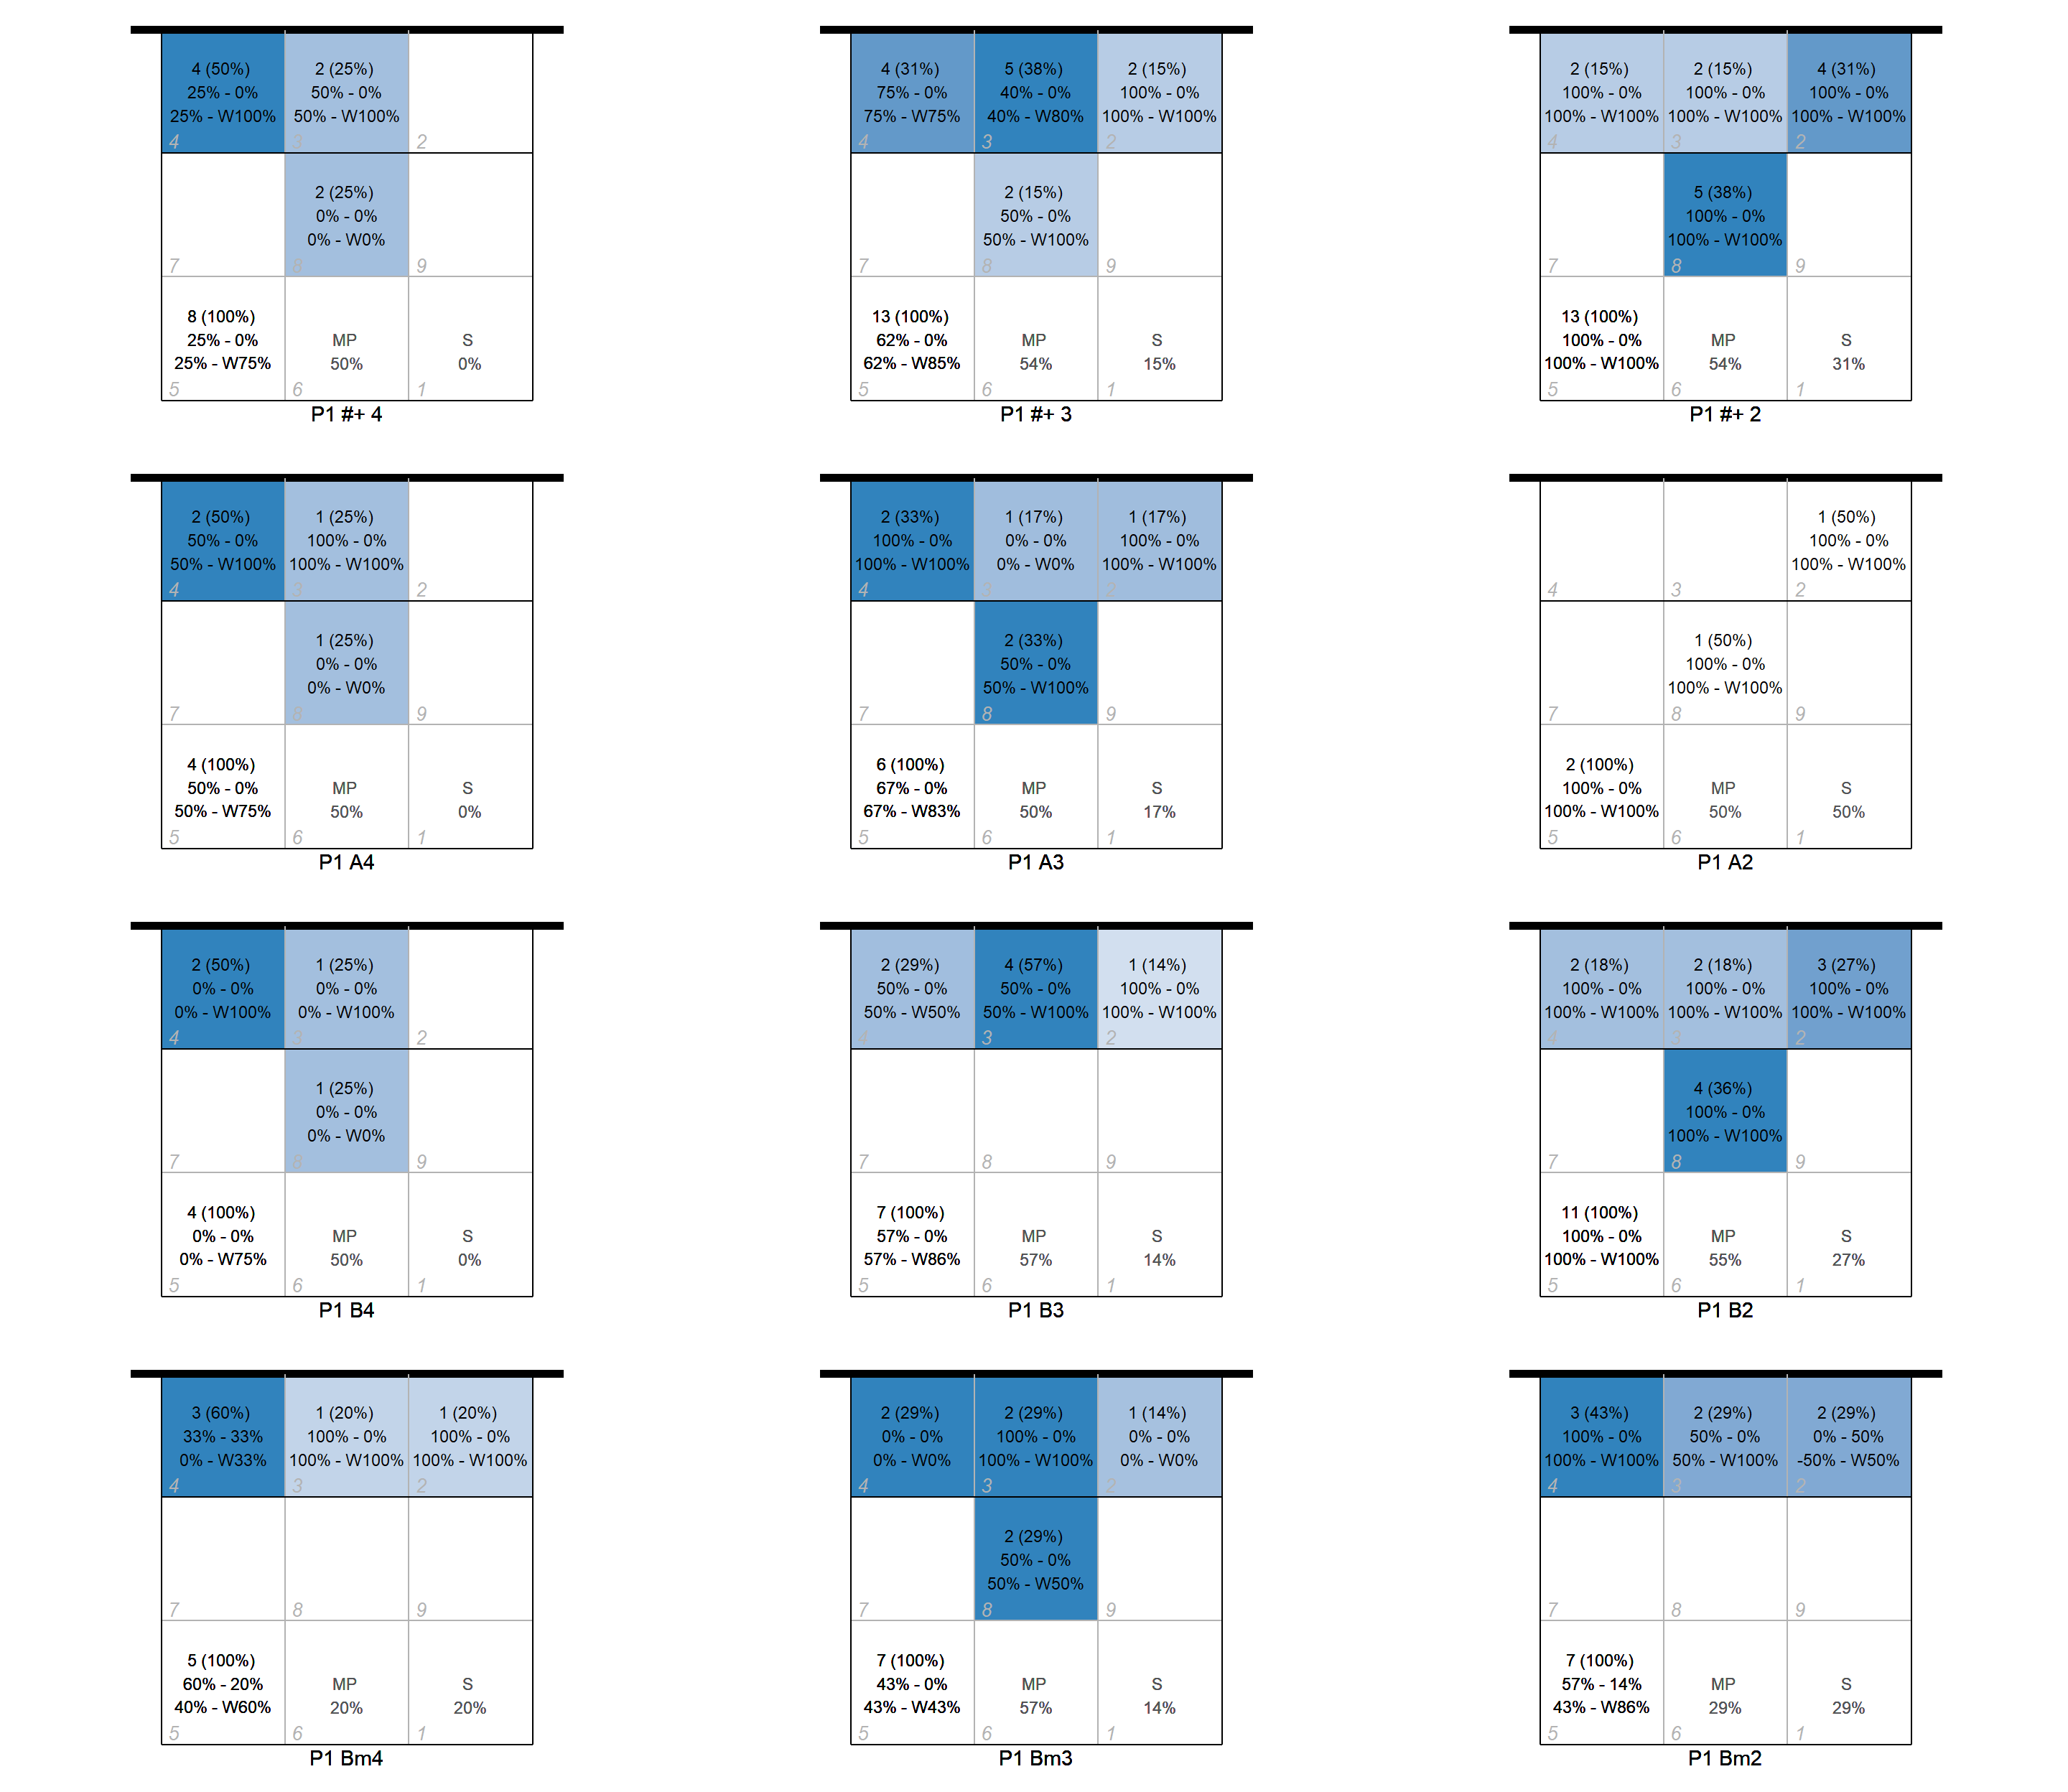 4 (50%)
25% - 0%
25% - W100%
4
2 (25%)
50% - 0%
50% - W100%
3
2
7
2 (25%)
0% - 0%
0% - W0%
8
9
8 (100%)
25% - 0%
25% - W75%
5
MP
50%
6
S
0%
1
P1 #+ 4
4 (31%)
75% - 0%
75% - W75%
4
5 (38%)
40% - 0%
40% - W80%
3
2 (15%)
100% - 0%
100% - W100%
2
7
2 (15%)
50% - 0%
50% - W100%
8
9
13 (100%)
62% - 0%
62% - W85%
5
MP
54%
6
S
15%
1
P1 #+ 3
2 (15%)
100% - 0%
100% - W100%
4
2 (15%)
100% - 0%
100% - W100%
3
4 (31%)
100% - 0%
100% - W100%
2
7
5 (38%)
100% - 0%
100% - W100%
8
9
13 (100%)
100% - 0%
100% - W100%
5
MP
54%
6
S
31%
1
P1 #+ 2
2 (50%)
50% - 0%
50% - W100%
4
1 (25%)
100% - 0%
100% - W100%
3
2
7
1 (25%)
0% - 0%
0% - W0%
8
9
4 (100%)
50% - 0%
50% - W75%
5
MP
50%
6
S
0%
1
P1 A4
2 (33%)
100% - 0%
100% - W100%
4
1 (17%)
0% - 0%
0% - W0%
3
1 (17%)
100% - 0%
100% - W100%
2
7
2 (33%)
50% - 0%
50% - W100%
8
9
6 (100%)
67% - 0%
67% - W83%
5
MP
50%
6
S
17%
1
P1 A3
4
3
1 (50%)
100% - 0%
100% - W100%
2
7
1 (50%)
100% - 0%
100% - W100%
8
9
2 (100%)
100% - 0%
100% - W100%
5
MP
50%
6
S
50%
1
P1 A2
2 (50%)
0% - 0%
0% - W100%
4
1 (25%)
0% - 0%
0% - W100%
3
2
7
1 (25%)
0% - 0%
0% - W0%
8
9
4 (100%)
0% - 0%
0% - W75%
5
MP
50%
6
S
0%
1
P1 B4
2 (29%)
50% - 0%
50% - W50%
4
4 (57%)
50% - 0%
50% - W100%
3
1 (14%)
100% - 0%
100% - W100%
2
7
8
9
7 (100%)
57% - 0%
57% - W86%
5
MP
57%
6
S
14%
1
P1 B3
2 (18%)
100% - 0%
100% - W100%
4
2 (18%)
100% - 0%
100% - W100%
3
3 (27%)
100% - 0%
100% - W100%
2
7
4 (36%)
100% - 0%
100% - W100%
8
9
11 (100%)
100% - 0%
100% - W100%
5
MP
55%
6
S
27%
1
P1 B2
3 (60%)
33% - 33%
0% - W33%
4
1 (20%)
100% - 0%
100% - W100%
3
1 (20%)
100% - 0%
100% - W100%
2
7
8
9
5 (100%)
60% - 20%
40% - W60%
5
MP
20%
6
S
20%
1
P1 Bm4
2 (29%)
0% - 0%
0% - W0%
4
2 (29%)
100% - 0%
100% - W100%
3
1 (14%)
0% - 0%
0% - W0%
2
7
2 (29%)
50% - 0%
50% - W50%
8
9
7 (100%)
43% - 0%
43% - W43%
5
MP
57%
6
S
14%
1
P1 Bm3
3 (43%)
100% - 0%
100% - W100%
4
2 (29%)
50% - 0%
50% - W100%
3
2 (29%)
0% - 50%
-50% - W50%
2
7
8
9
7 (100%)
57% - 14%
43% - W86%
5
MP
29%
6
S
29%
1
P1 Bm2